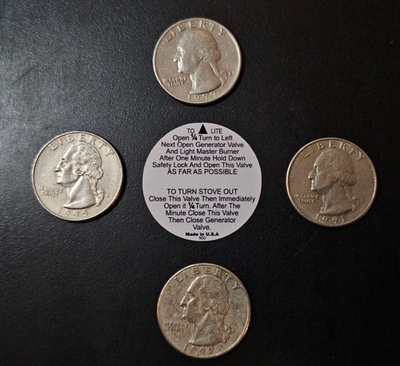 LIBERTY
LIBERTY
TO ▲ LITE
Open ¼ Turn to Left
Next Open Generator Valve
And Light Master Burner
After One Minute Hold Down
Safety Lock And Open This Valve
AS FAR AS POSSIBLE
TO TURN STOVE OUT
Close This Valve Then Immediately
Open it ¼ Turn. After The
Minute Close This Valve
Then Close Generator
Valve.
Made in U.S.A
LIBERTY
LIBERTY